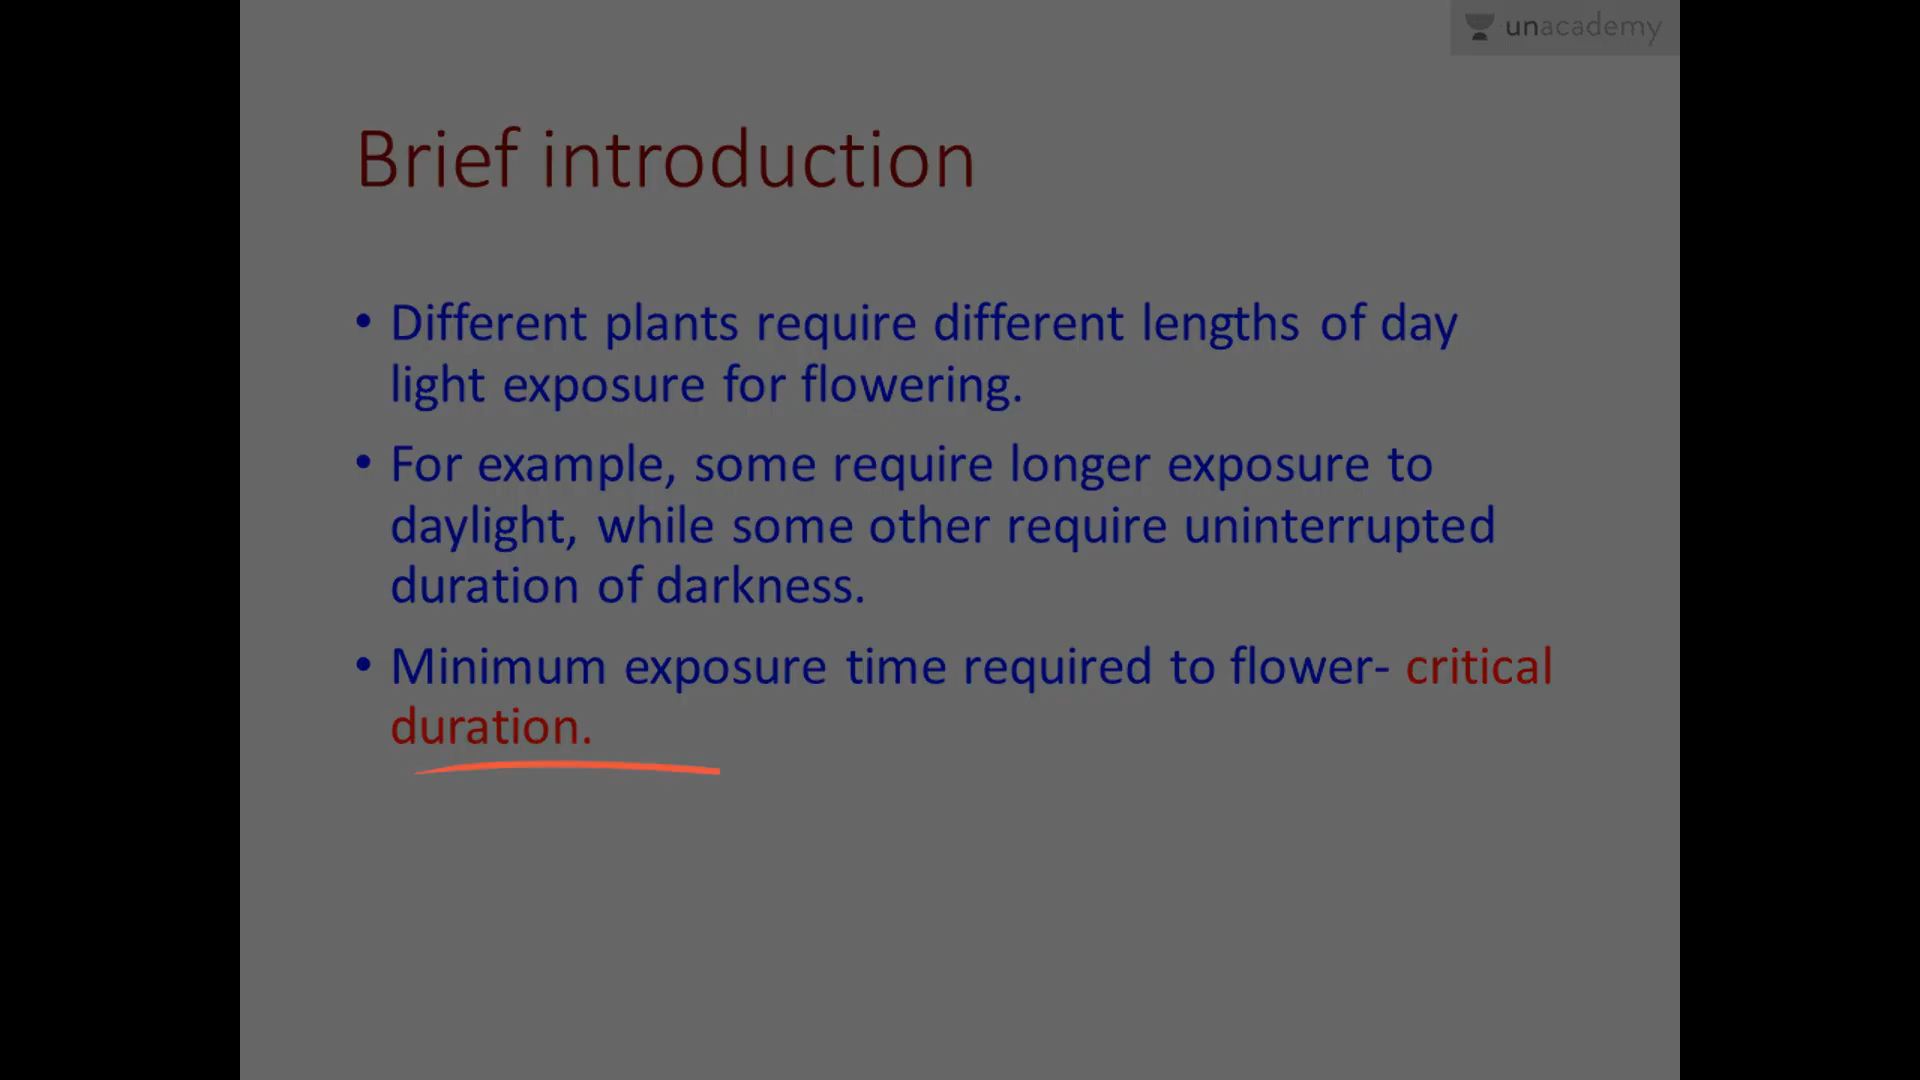 unacademy
Brief introduction
• Different plants require different lengths of day
light exposure for flowering.
• For example, some require longer exposure to
daylight, while some other require uninterrupted
duration of darkness.
• Minimum exposure time required to flower- critical
duration.